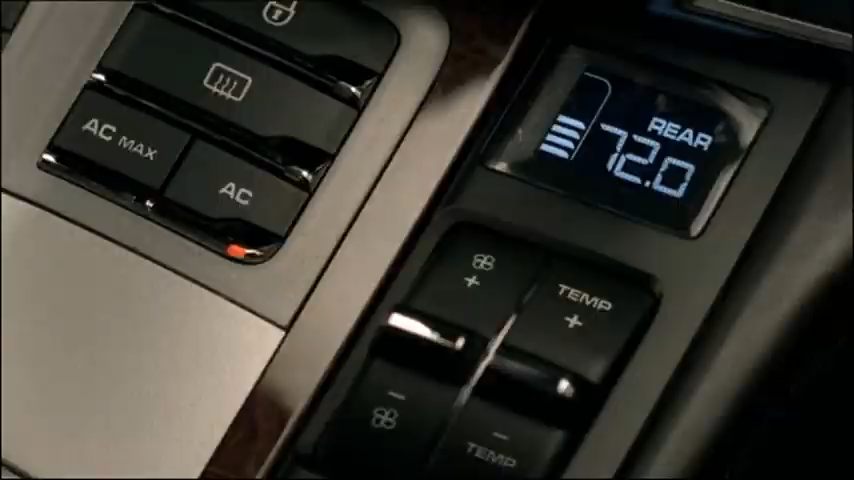 AC MAX
AC
REAR
72.0
+
TEMP
+
-
-
TEMP